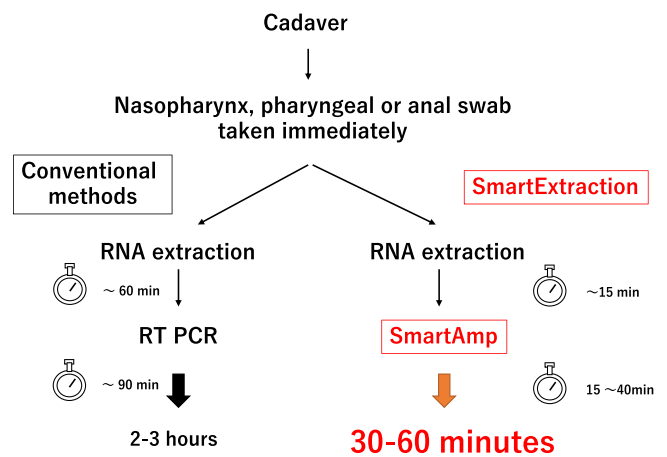 Cadaver
Nasopharynx, pharyngeal or anal swab
taken immediately
Conventional
methods
SmartExtraction
RNA extraction
RNA extraction
～ 60 min
～15 min
RT PCR
SmartAmp
～ 90 min
15 ～40min
2-3 hours
30-60 minutes